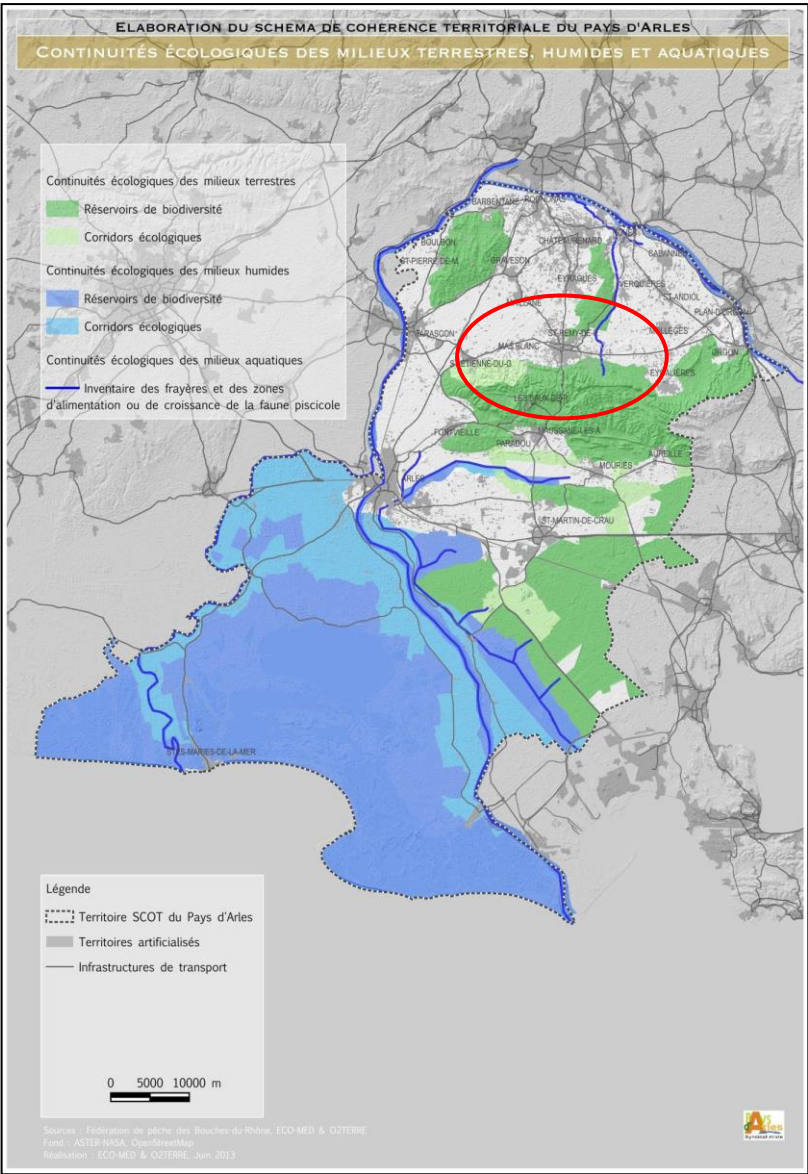 ELABORATION DU SCHEMA DE COHERENCE TERRITORIALE DU PAYS D'ARLES
CONTINUITÉS ÉCOLOGIQUES DES MILIEUX TERRESTRES, HUMIDES ET AQUATIQUES
Continuités écologiques des milieux terrestres
Réservoirs de biodiversité
Corridors écologiques
Continuités écologiques des milieux humides
Réservoirs de biodiversité
Corridors écologiques
Continuités écologiques des milieux aquatiques
Inventaire des frayères et des zones
d'alimentation ou de croissance de la faune piscicole
BARBENTANE
BOULBON
CHATEAURENARD
CABANNES
ST-PIERRE-DE-M.
GRAVESON
EYRAGUES
VERQUIERES
ST-ANDIOL
PLAN-D'ORGON
MAILLANE
TARASCON
ST-REMY-DE-
MOLLEGES
MAS-BLANC
ORGON
ST-ETIENNE-DU-G.
EYGALIERES
LES-BAUX-DE-P.
FONTVIEILLE
MAUSSANE-LES-A.
PARADOU
AUREILLE
MOURIES
ARLES
ST-MARTIN-DE-CRAU
STES-MARIES-DE-LA-MER
Légende
Territoire SCOT du Pays d'Arles
Territoires artificialisés
Infrastructures de transport
0 5000 10000 m
Sources : Fédération de pêche des Bouches-du-Rhône, ECO-MED & O2TERRE
Fond : ASTER-NASA, OpenStreetMap
Réalisation : ECO-MED & O2TERRE, Juin 2013
Pays
d'Arles